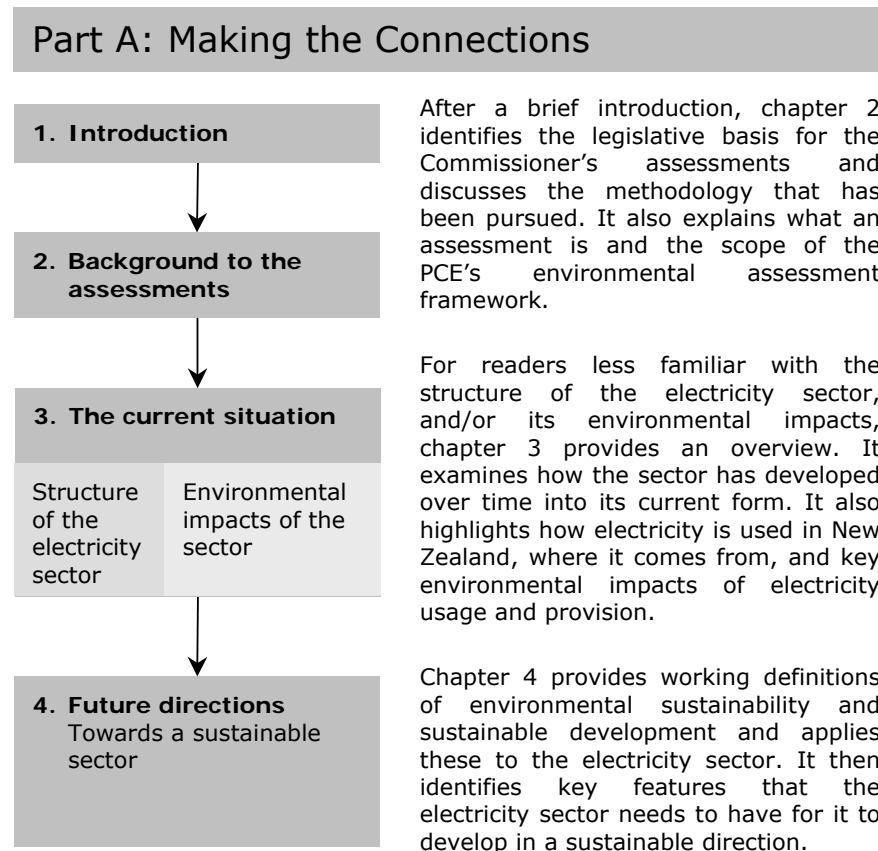 Part A: Making the Connections
1. Introduction
2. Background to the
assessments
3. The current situation
Structure
of the
electricity
sector
Environmental
impacts of the
sector
4. Future directions
Towards a sustainable
sector
After a brief introduction, chapter 2
identifies the legislative basis for the
Commissioner's assessments and
discusses the methodology that has
been pursued. It also explains what an
assessment is and the scope of the
PCE's environmental assessment
framework.
For readers less familiar with the
structure of the electricity sector,
and/or its environmental impacts,
chapter 3 provides an overview. It
examines how the sector has developed
over time into its current form. It also
highlights how electricity is used in New
Zealand, where it comes from, and key
environmental impacts of electricity
usage and provision.
Chapter 4 provides working definitions
of environmental sustainability and
sustainable development and applies
these to the electricity sector. It then
identifies key features that the
electricity sector needs to have for it to
develop in a sustainable direction.